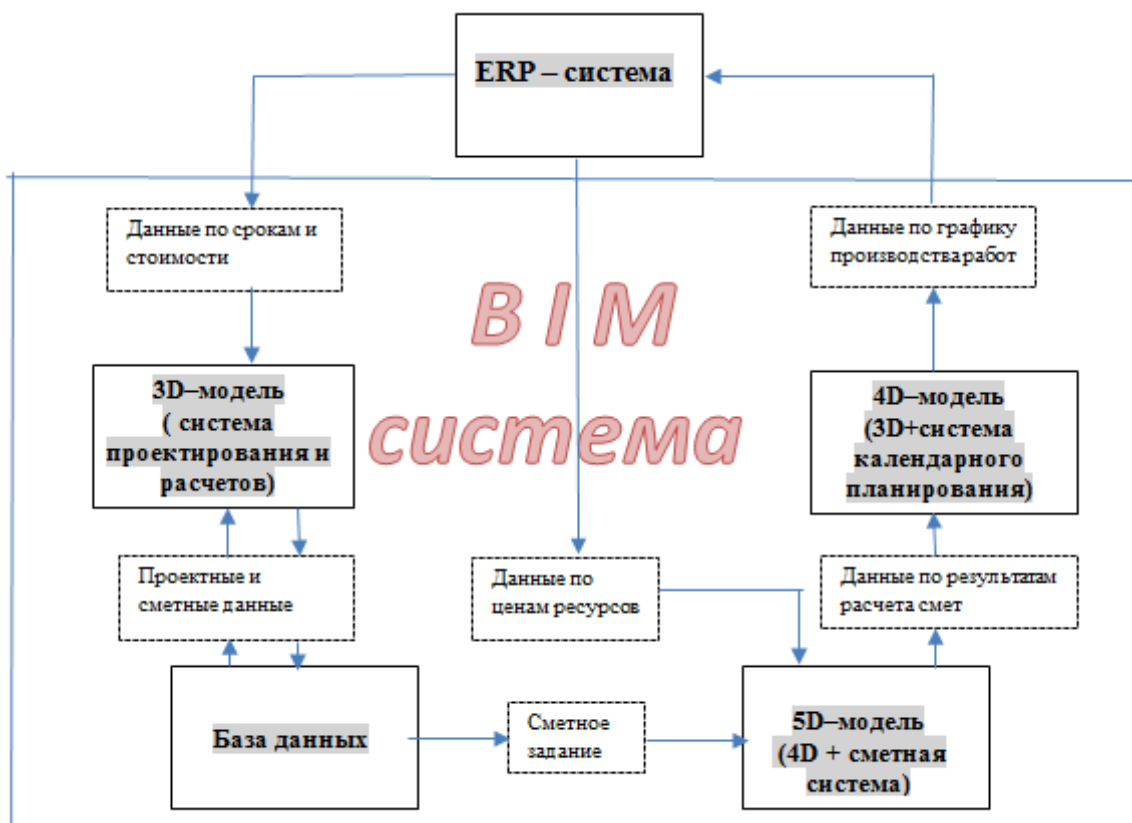 ERP – система
Данные по срокам и
стоимости
Данные по графику
производства работ
B I M
система
3D–модель
( система
проектирования и
расчетов)
4D–модель
(3D+система
календарного
планирования)
Проектные и
сметные данные
Данные по
ценам ресурсов
Данные по результатам
расчета смет
База данных
Сметное
задание
5D–модель
(4D + сметная
система)